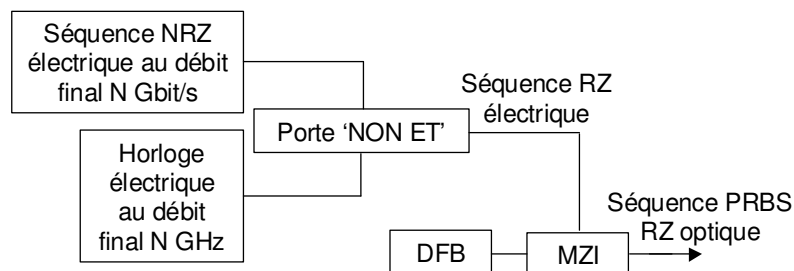 Séquence NRZ
électrique au débit
final N Gbit/s
Séquence RZ
électrique
Porte ‘NON ET’
Horloge
électrique
au débit
final N GHz
Séquence PRBS
RZ optique
DFB
MZI